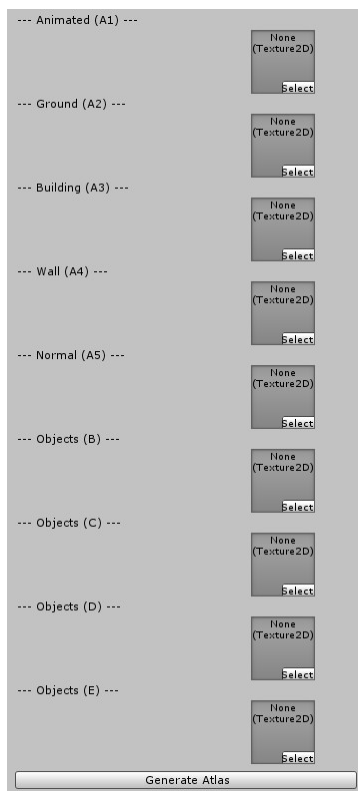 --- Animated (A1) ---
None
(Texture2D)
Select
--- Ground (A2) ---
None
(Texture2D)
Select
--- Building (A3) ---
None
(Texture2D)
Select
--- Wall (A4) ---
None
(Texture2D)
Select
--- Normal (A5) ---
None
(Texture2D)
Select
--- Objects (B) ---
None
(Texture2D)
Select
--- Objects (C) ---
None
(Texture2D)
Select
--- Objects (D) ---
None
(Texture2D)
Select
--- Objects (E) ---
None
(Texture2D)
Select
Generate Atlas